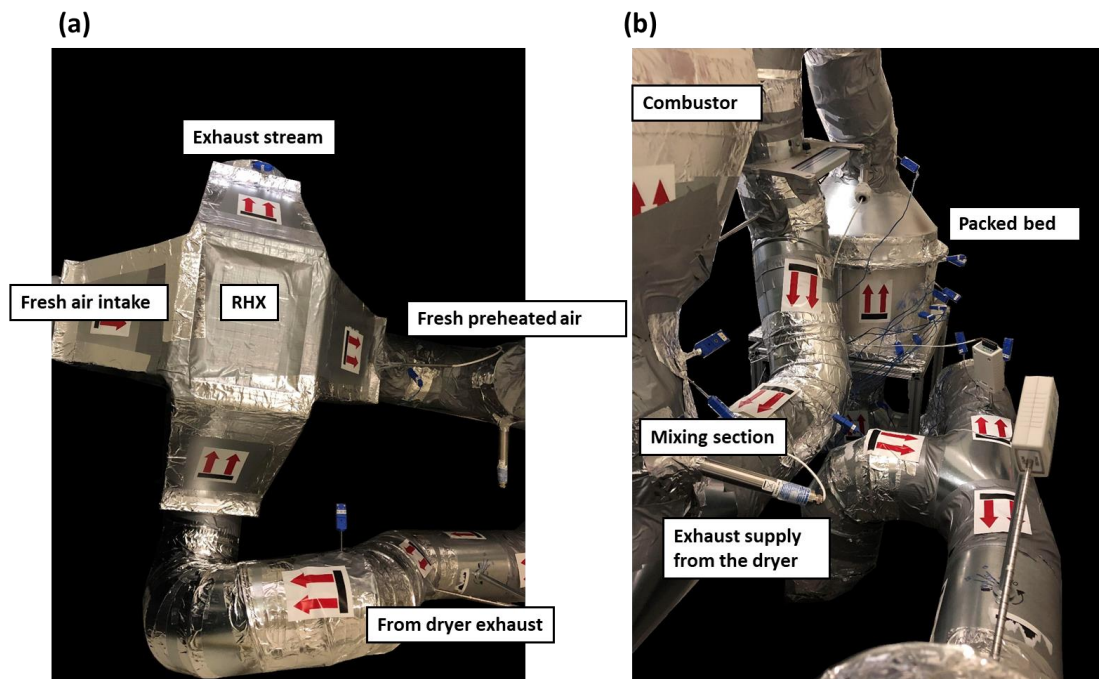 (a)
(b)
Exhaust stream
Fresh air intake
RHX
Fresh preheated air
From dryer exhaust
Combustor
Packed bed
Mixing section
Exhaust supply
from the dryer